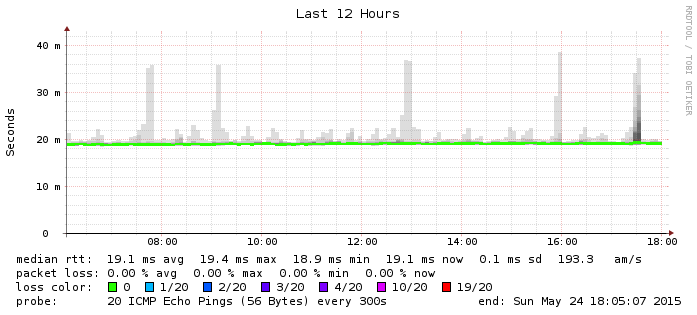 Last 12 Hours
RRDTOOL / TOBI OETIKER
Seconds
40 m
30 m
20 m
10 m
0
08:00 10:00 12:00 14:00 16:00 18:00
median rtt: 19.1 ms avg 19.4 ms max 18.9 ms min 19.1 ms now 0.1 ms sd 193.3 am/s
packet loss: 0.00 % avg 0.00 % max 0.00 % min 0.00 % now
loss color: 0 1/20 2/20 3/20 4/20 10/20 19/20
probe: 20 ICMP Echo Pings (56 Bytes) every 300s end: Sun May 24 18:05:07 2015